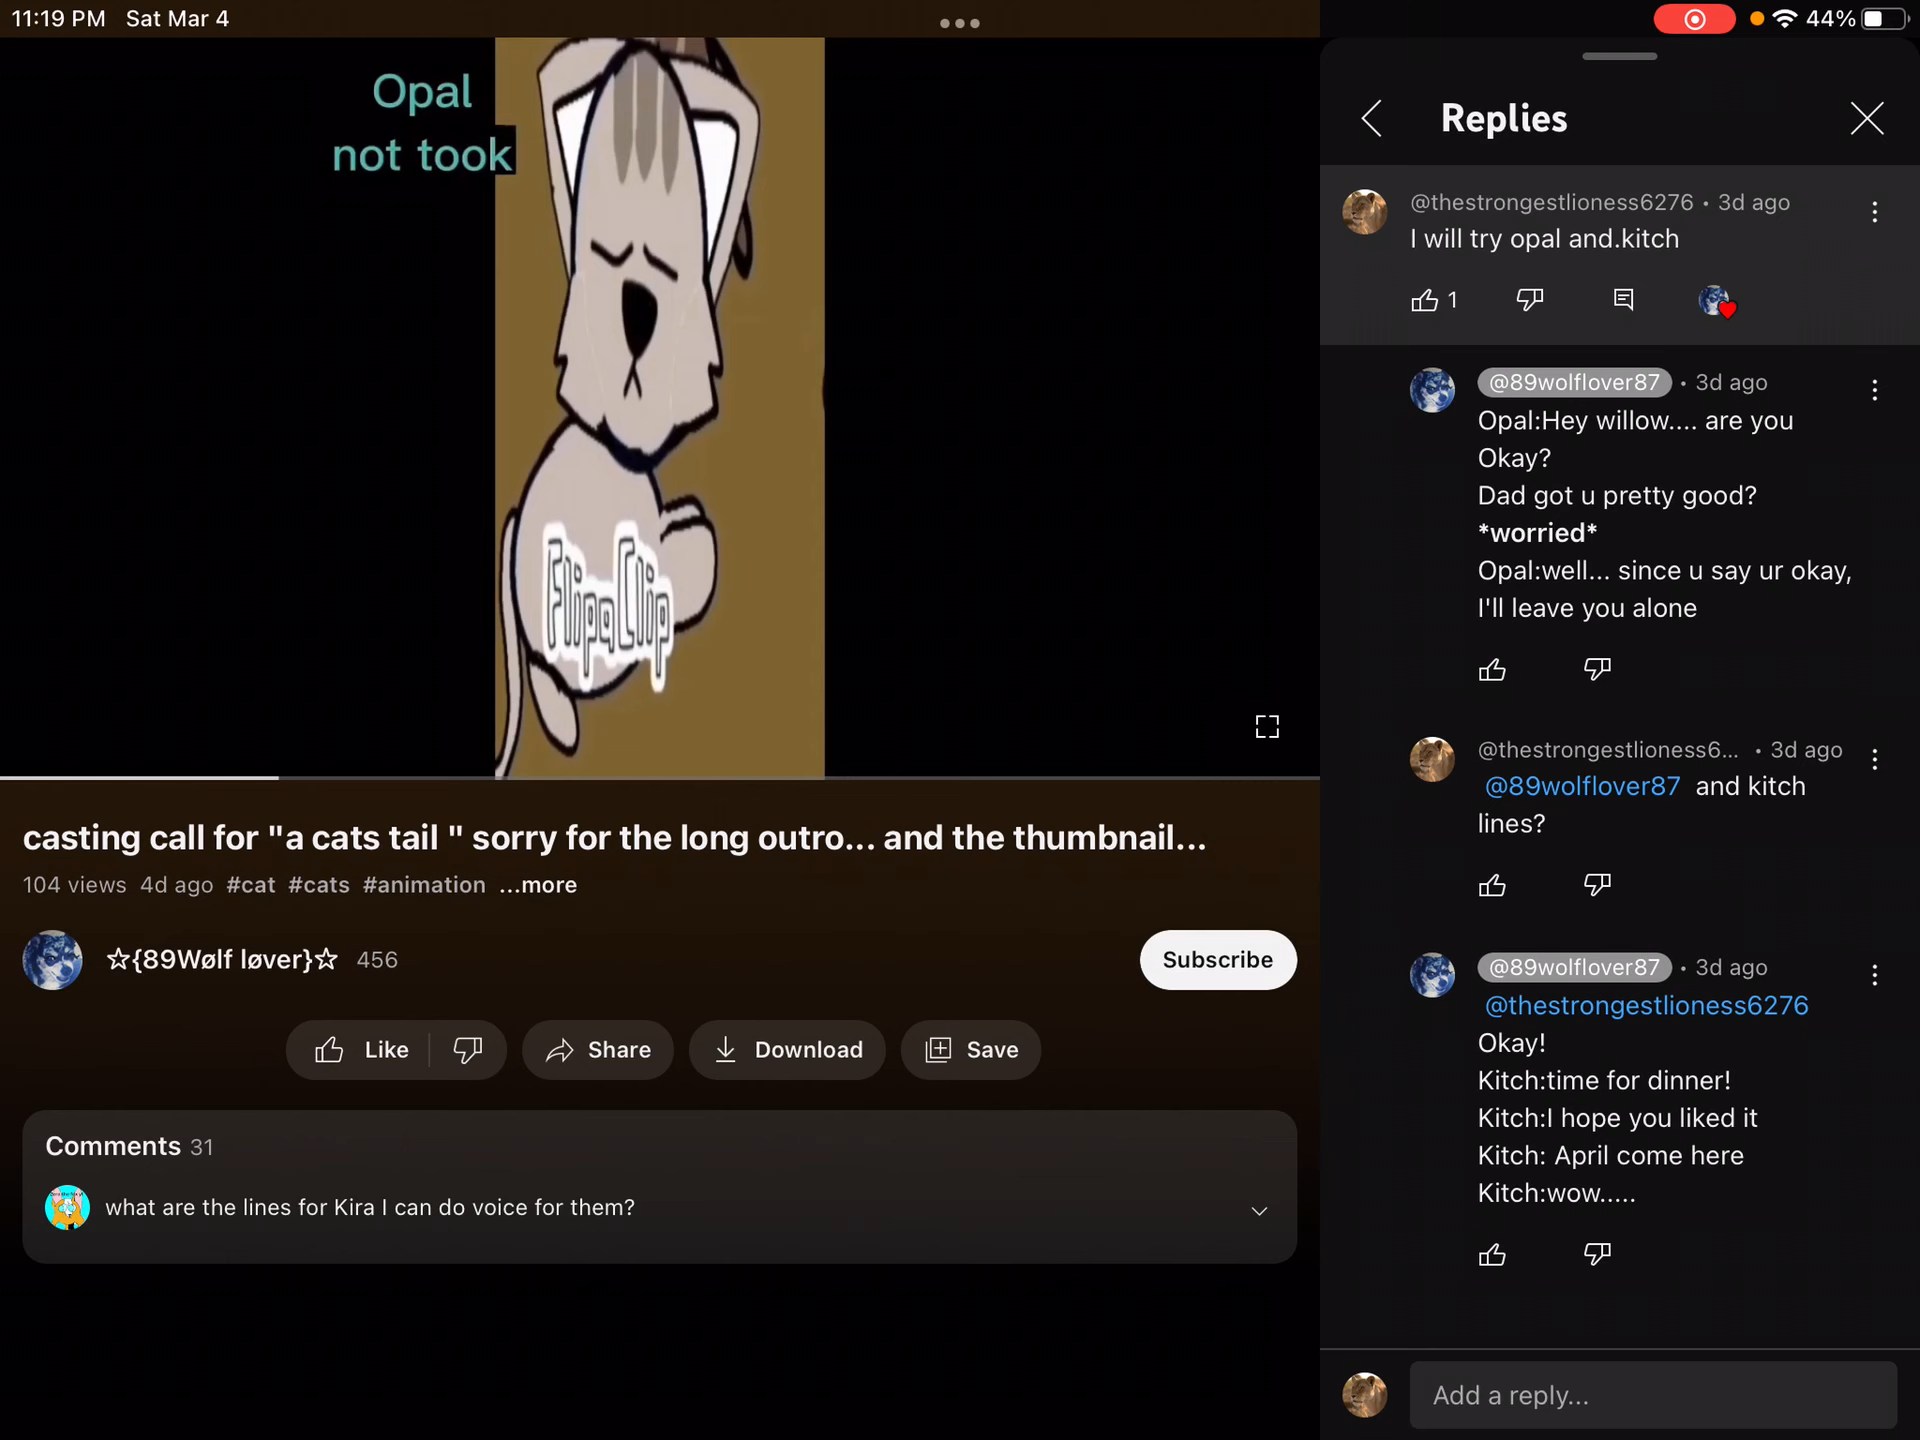 11:19 PM Sat Mar 4
44%
Opal
not took
FlipaClip
casting call for "a cats tail " sorry for the long outro... and the thumbnail...
104 views 4d ago #cat #cats #animation ...more
☆{89Wølf løver}☆ 456
Subscribe
Like
Share
Download
Save
Comments 31
what are the lines for Kira I can do voice for them?
Replies
@thestrongestlioness6276 • 3d ago
I will try opal and.kitch
1
@89wolflover87 • 3d ago
Opal:Hey willow.... are you
Okay?
Dad got u pretty good?
*worried*
Opal:well... since u say ur okay,
I'll leave you alone
@thestrongestlioness6... • 3d ago
@89wolflover87 and kitch
lines?
@89wolflover87 • 3d ago
@thestrongestlioness6276
Okay!
Kitch:time for dinner!
Kitch:I hope you liked it
Kitch: April come here
Kitch:wow.....
Add a reply...